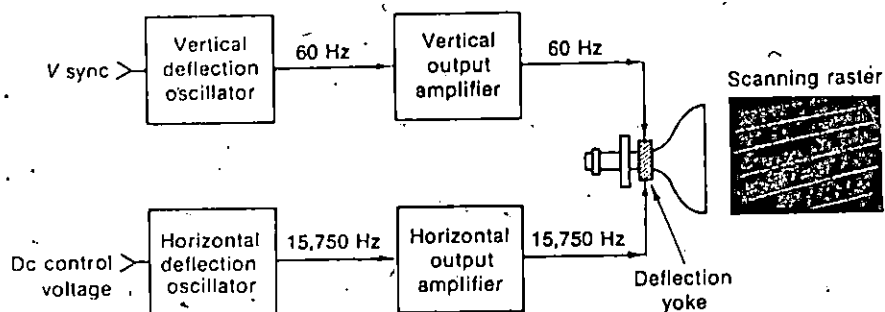 V sync
Vertical
deflection
oscillator
60 Hz
Vertical
output
amplifier
60 Hz
Scanning raster
Dc control
voltage
Horizontal
deflection
oscillator
15,750 Hz
Horizontal
output
amplifier
15,750 Hz
Deflection
yoke